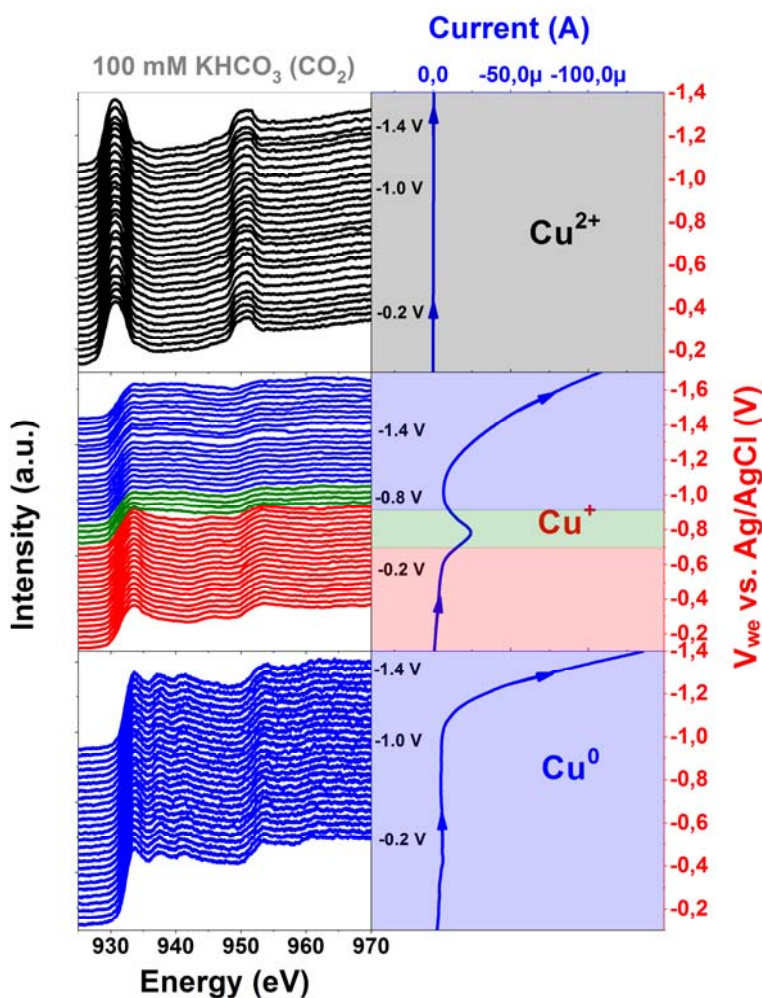 Current (A)
100 mM KHCO3 (CO2)
0,0 -50,0µ -100,0µ
-1.4 V
-1.0 V
-0.2 V
Cu2+
-1,4
-1,2
-1,0
-0,8
-0,6
-0,4
-0,2
-1.4 V
-0.8 V
-0.2 V
Cu+
-1,6
-1,4
-1,2
-1,0
-0,8
-0,6
-0,4
-0,2
-1.4 V
-1.0 V
-0.2 V
Cu0
-1,4
-1,2
-1,0
-0,8
-0,6
-0,4
-0,2
Intensity (a.u.)
Vwe vs. Ag/AgCl (V)
930 940 950 960 970
Energy (eV)